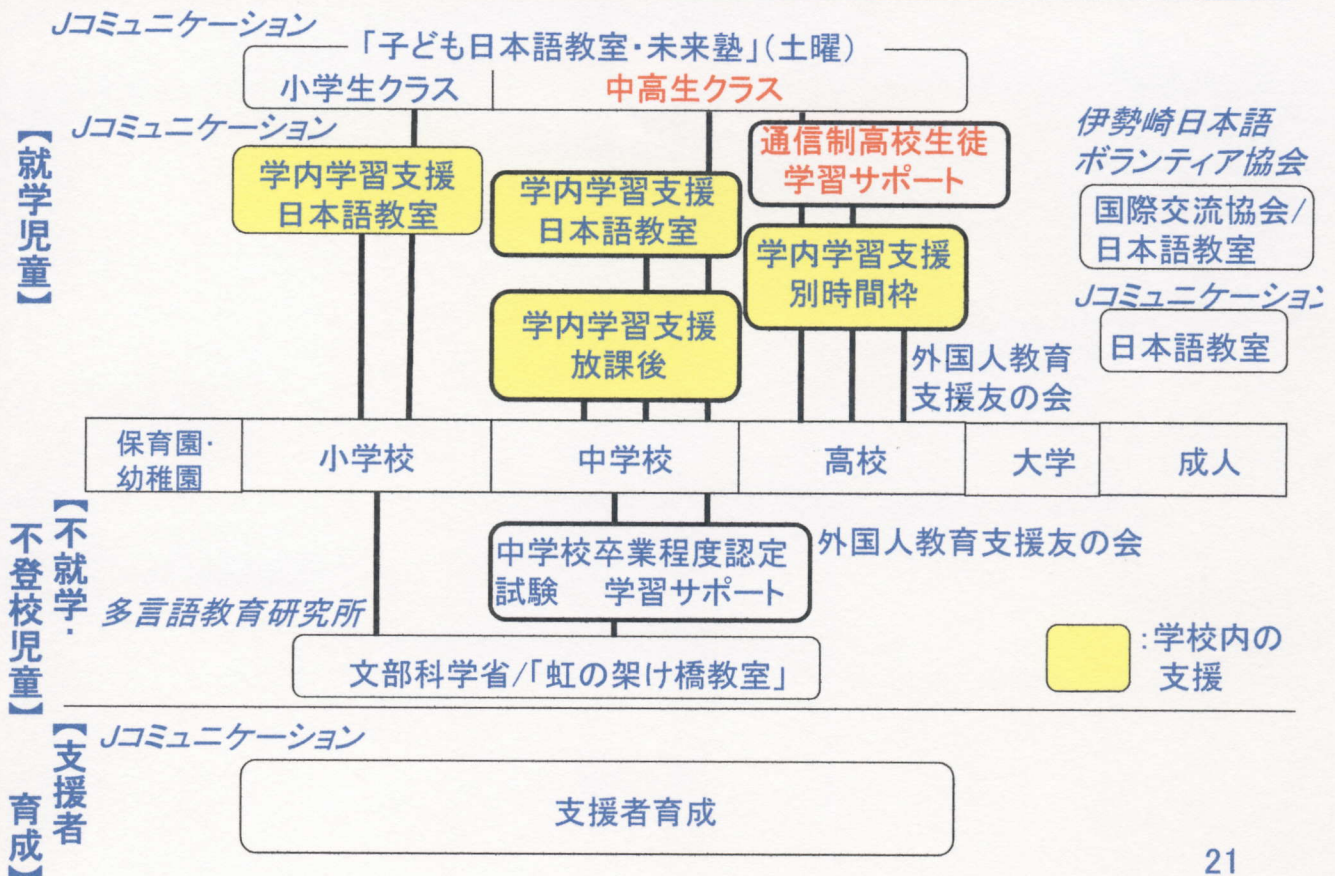 Jコミュニケーション
「子ども日本語教室・未来塾」(土曜)
小学生クラス
中高生クラス
【就学児童】
Jコミュニケーション
学内学習支援
日本語教室
学内学習支援
日本語教室
学内学習支援
放課後
通信制高校生徒
学習サポート
学内学習支援
別時間枠
外国人教育
支援友の会
伊勢崎日本語
ボランティア協会
国際交流協会/
日本語教室
Jコミュニケーション
日本語教室
保育園・
幼稚園
小学校
中学校
高校
大学
成人
【不就学・
不登校児童】
中学校卒業程度認定
試験 学習サポート
外国人教育支援友の会
多言語教育研究所
文部科学省/「虹の架け橋教室」
:学校内の
支援
【支援者
育成】
Jコミュニケーション
支援者育成
21